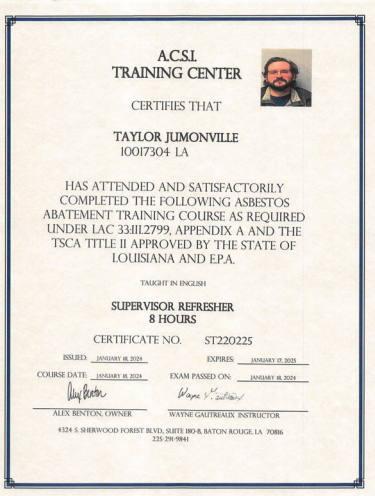 A.C.S.I.
TRAINING CENTER
CERTIFIES THAT
TAYLOR JUMONVILLE
10017304 LA
HAS ATTENDED AND SATISFACTORILY
COMPLETED THE FOLLOWING ASBESTOS
ABATEMENT TRAINING COURSE AS REQUIRED
UNDER LAC 33:III.2799, APPENDIX A AND THE
TSCA TITLE II APPROVED BY THE STATE OF
LOUISIANA AND E.P.A.
TAUGHT IN ENGLISH
SUPERVISOR REFRESHER
8 HOURS
CERTIFICATE NO. ST220225
ISSUED: JANUARY 18, 2024 EXPIRES: JANUARY 17, 2025
COURSE DATE: JANUARY 18, 2024 EXAM PASSED ON: JANUARY 18, 2024
Alex Benton Wayne Gautreaux
ALEX BENTON, OWNER WAYNE GAUTREAUX INSTRUCTOR
4324 S. SHERWOOD FOREST BLVD., SUITE 180-B, BATON ROUGE, LA 70816
225-291-9841